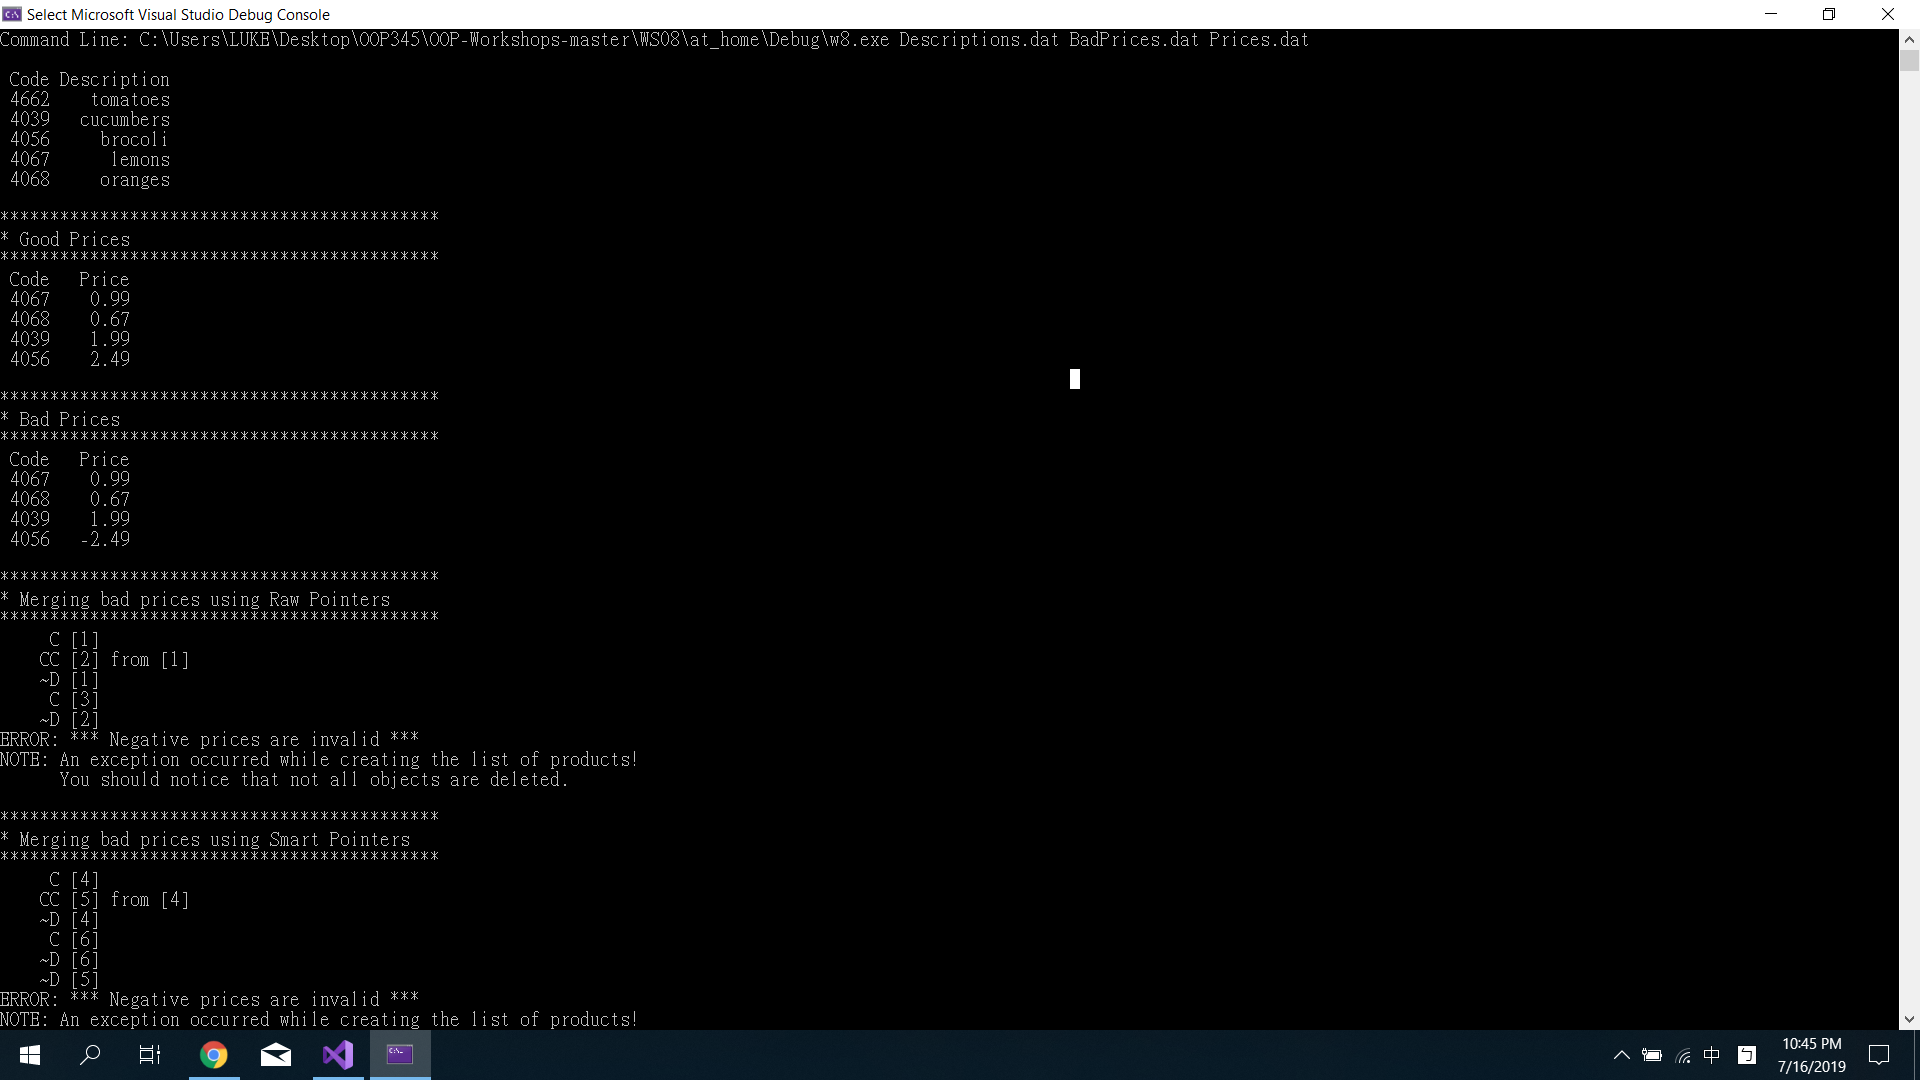 Select Microsoft Visual Studio Debug Console
Command Line: C:\Users\LUKE\Desktop\OOP345\OOP-Workshops-master\WS08\at_home\Debug\w8.exe Descriptions.dat BadPrices.dat Prices.dat
Code Description
4662    tomatoes
4039   cucumbers
4056     brocoli
4067      lemons
4068     oranges
********************************************
* Good Prices
********************************************
Code   Price
4067    0.99
4068    0.67
4039    1.99
4056    2.49
********************************************
* Bad Prices
********************************************
Code   Price
4067    0.99
4068    0.67
4039    1.99
4056   -2.49
********************************************
* Merging bad prices using Raw Pointers
********************************************
     C [1]
    CC [2] from [1]
    ~D [1]
     C [3]
    ~D [2]
ERROR: *** Negative prices are invalid ***
NOTE: An exception occurred while creating the list of products!
      You should notice that not all objects are deleted.
********************************************
* Merging bad prices using Smart Pointers
********************************************
     C [4]
    CC [5] from [4]
    ~D [4]
     C [6]
    ~D [6]
    ~D [5]
ERROR: *** Negative prices are invalid ***
NOTE: An exception occurred while creating the list of products!
中 ㄅ 10:45 PM
7/16/2019